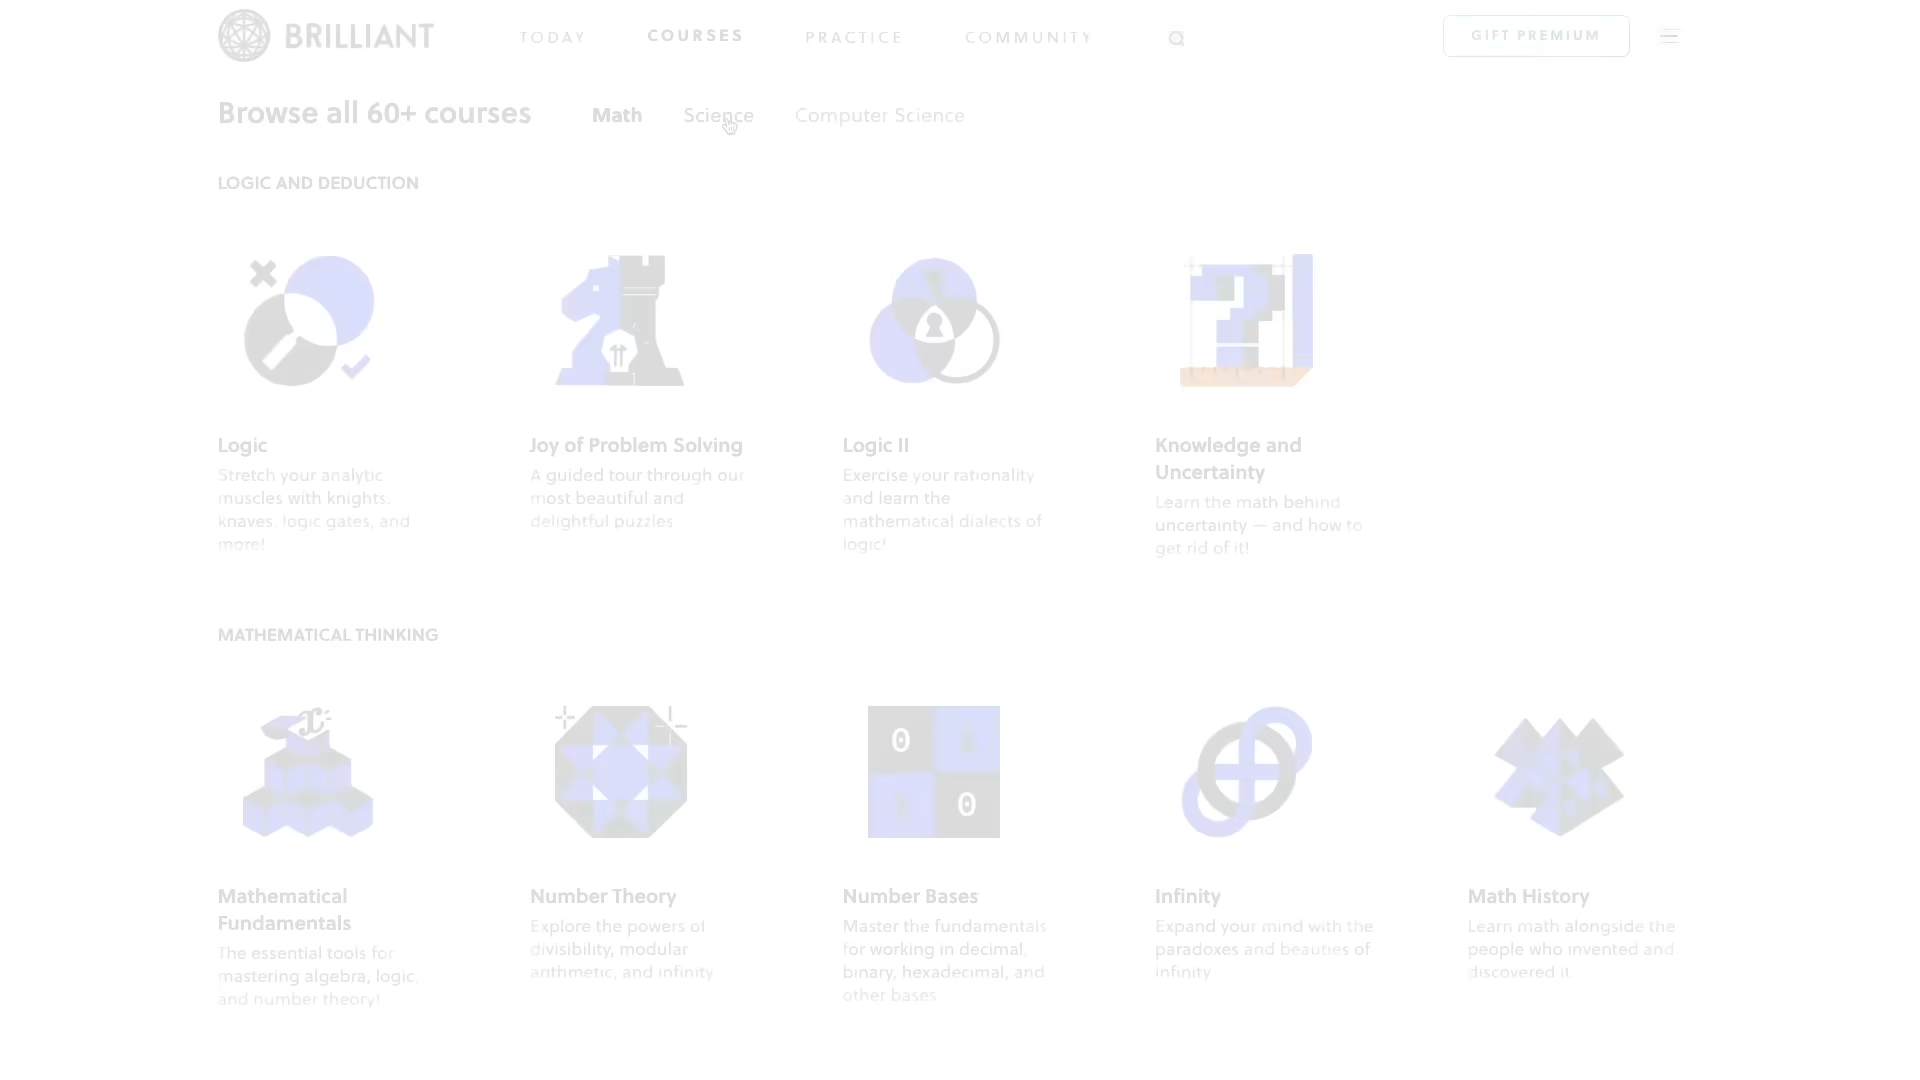 BRILLIANT
TODAY
COURSES
PRACTICE
COMMUNITY
GIFT PREMIUM
Browse all 60+ courses
Math
Science
Computer Science
LOGIC AND DEDUCTION
Logic
Stretch your analytic
muscles with knights,
knaves, logic gates, and
more!
Joy of Problem Solving
A guided tour through our
most beautiful and
delightful puzzles
Logic II
Exercise your rationality
and learn the
mathematical dialects of
logic!
Knowledge and
Uncertainty
Learn the math behind
uncertainty — and how to
get rid of it!
MATHEMATICAL THINKING
x
0 1
1 0
Mathematical
Fundamentals
The essential tools for
mastering algebra, logic,
and number theory!
Number Theory
Explore the powers of
divisibility, modular
arithmetic, and infinity
Number Bases
Master the fundamentals
for working in decimal,
binary, hexadecimal, and
other bases
Infinity
Expand your mind with the
paradoxes and beauties of
infinity
Math History
Learn math alongside the
people who invented and
discovered it